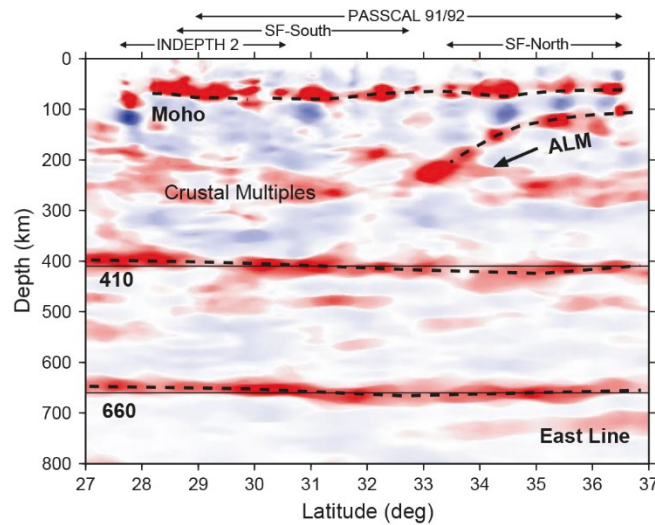 PASSCAL 91/92
SF-South
INDEPTH 2
SF-North
0
100
200
300
400
500
600
700
800
Depth (km)
Moho
ALM
Crustal Multiples
410
660
East Line
27 28 29 30 31 32 33 34 35 36 37
Latitude (deg)